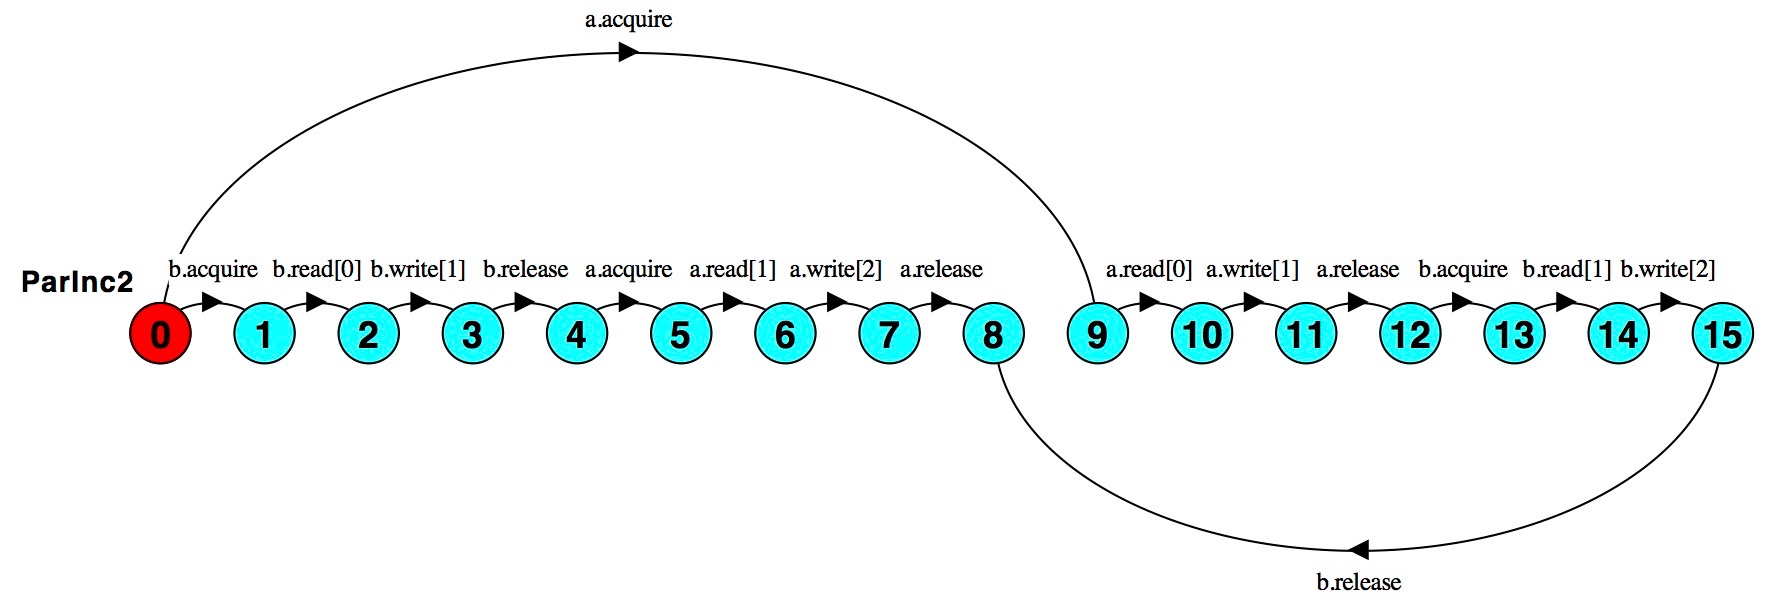 a.acquire
b.acquire b.read[0] b.write[1] b.release a.acquire a.read[1] a.write[2] a.release a.read[0] a.write[1] a.release b.acquire b.read[1] b.write[2]
ParInc2
0 1 2 3 4 5 6 7 8 9 10 11 12 13 14 15
b.release